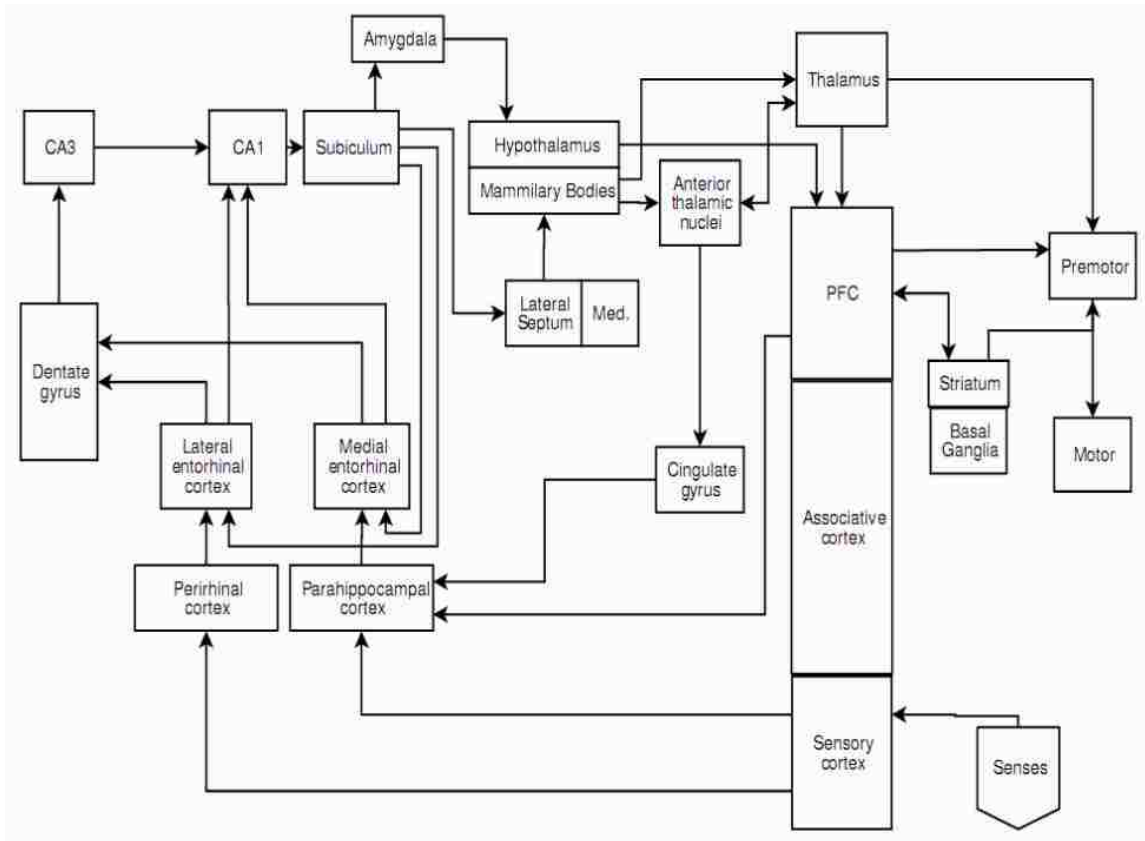 Amygdala
Thalamus
CA3
CA1
Subiculum
Hypothalamus
Mammilary Bodies
Anterior
thalamic
nuclei
Premotor
PFC
Lateral
Septum
Med.
Dentate
gyrus
Striatum
Basal
Ganglia
Motor
Lateral
entorhinal
cortex
Medial
entorhinal
cortex
Cingulate
gyrus
Associative
cortex
Perirhinal
cortex
Parahippocampal
cortex
Sensory
cortex
Senses